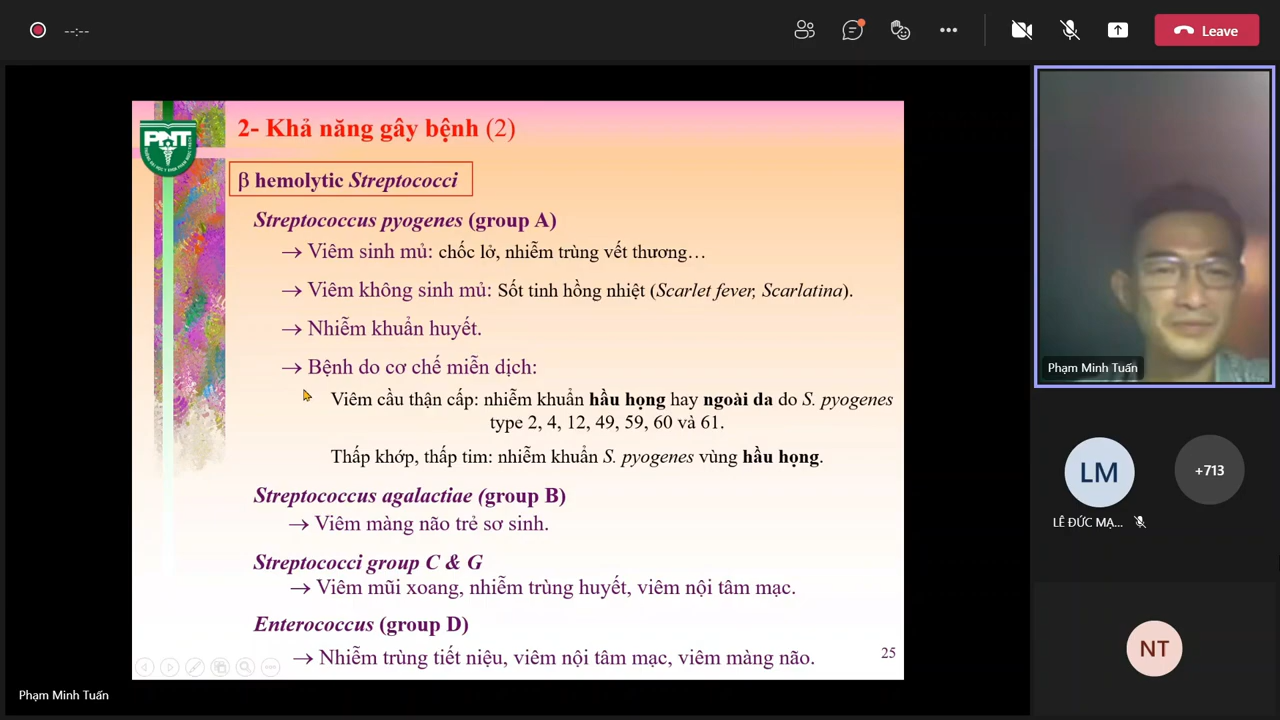 --:--
Leave
PNT
2- Khả năng gây bệnh (2)
β hemolytic Streptococci
Streptococcus pyogenes (group A)
→ Viêm sinh mủ: chốc lở, nhiễm trùng vết thương…
→ Viêm không sinh mủ: Sốt tinh hồng nhiệt (Scarlet fever, Scarlatina).
→ Nhiễm khuẩn huyết.
→ Bệnh do cơ chế miễn dịch:
Viêm cầu thận cấp: nhiễm khuẩn hầu họng hay ngoài da do S. pyogenes
type 2, 4, 12, 49, 59, 60 và 61.
Thấp khớp, thấp tim: nhiễm khuẩn S. pyogenes vùng hầu họng.
Streptococcus agalactiae (group B)
→ Viêm màng não trẻ sơ sinh.
Streptococci group C & G
→ Viêm mũi xoang, nhiễm trùng huyết, viêm nội tâm mạc.
Enterococcus (group D)
→ Nhiễm trùng tiết niệu, viêm nội tâm mạc, viêm màng não.
25
Phạm Minh Tuấn
Phạm Minh Tuấn
LM
+713
LÊ ĐỨC MẠ...
NT